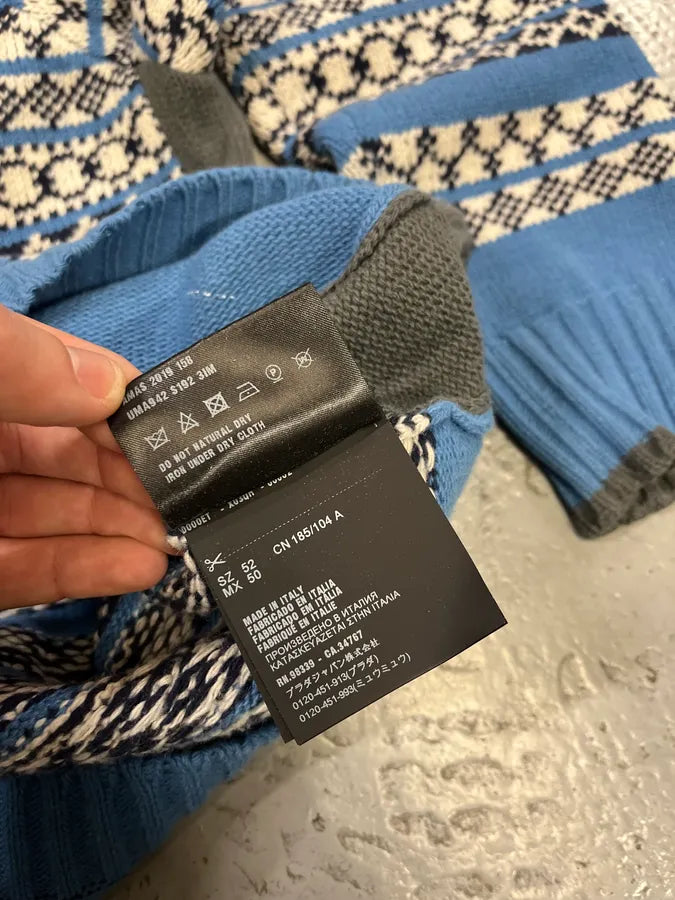 MAS 2019 158
UMA942 S192 3IM
DO NOT NATURAL DRY
IRON UNDER DRY CLOTH
SZ 52
MX 50
CN 185/104 A
MADE IN ITALY
FABRICADO EN ITALIA
FABRICADO EM ITÁLIA
FABRIQUE EN ITALIE
ПРОИЗВЕДЕНО В ИТАЛИЯ
ΚΑΤΑΣΚΕΥΑΖΕΤΑΙ ΣΤΗΝ ΙΤΑΛΙΑ
RN.98339 - CA.34767
プラダジャパン株式会社
0120-451-913(プラダ)
0120-451-993(ミュウミュウ)